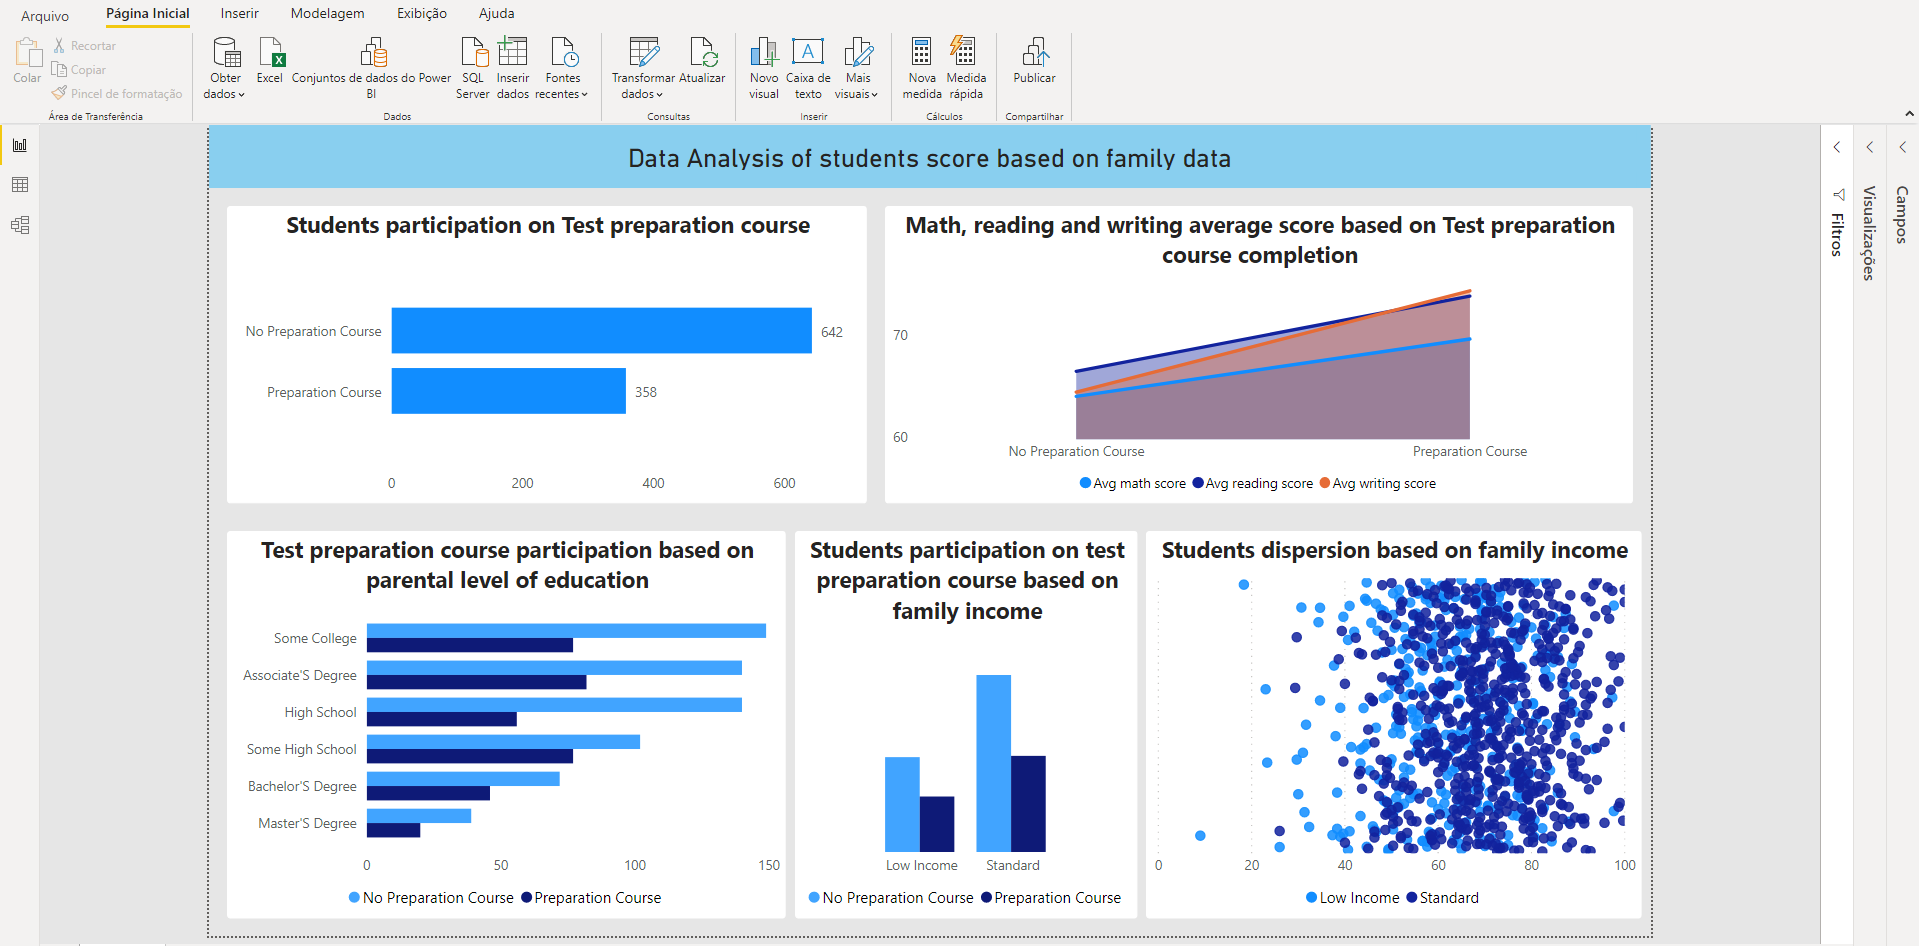 Arquivo
Página Inicial
Inserir
Modelagem
Exibição
Ajuda
Colar
Recortar
Copiar
Pincel de formatação
Área de Transferência
Obter
dados
Excel
Conjuntos de dados do Power
BI
SQL
Server
Inserir
dados
Fontes
recentes
Dados
Transformar
dados
Atualizar
Consultas
Novo
visual
Caixa de
texto
Mais
visuais
Inserir
Nova
medida
Medida
rápida
Cálculos
Publicar
Compartilhar
Data Analysis of students score based on family data
Students participation on Test preparation course
No Preparation Course
642
Preparation Course
358
0
200
400
600
Math, reading and writing average score based on Test preparation
course completion
70
60
No Preparation Course
Preparation Course
Avg math score
Avg reading score
Avg writing score
Test preparation course participation based on
parental level of education
Some College
Associate'S Degree
High School
Some High School
Bachelor'S Degree
Master'S Degree
0
50
100
150
No Preparation Course
Preparation Course
Students participation on test
preparation course based on
family income
Low Income
Standard
No Preparation Course
Preparation Course
Students dispersion based on family income
0
20
40
60
80
100
Low Income
Standard
Filtros
Visualizações
Campos